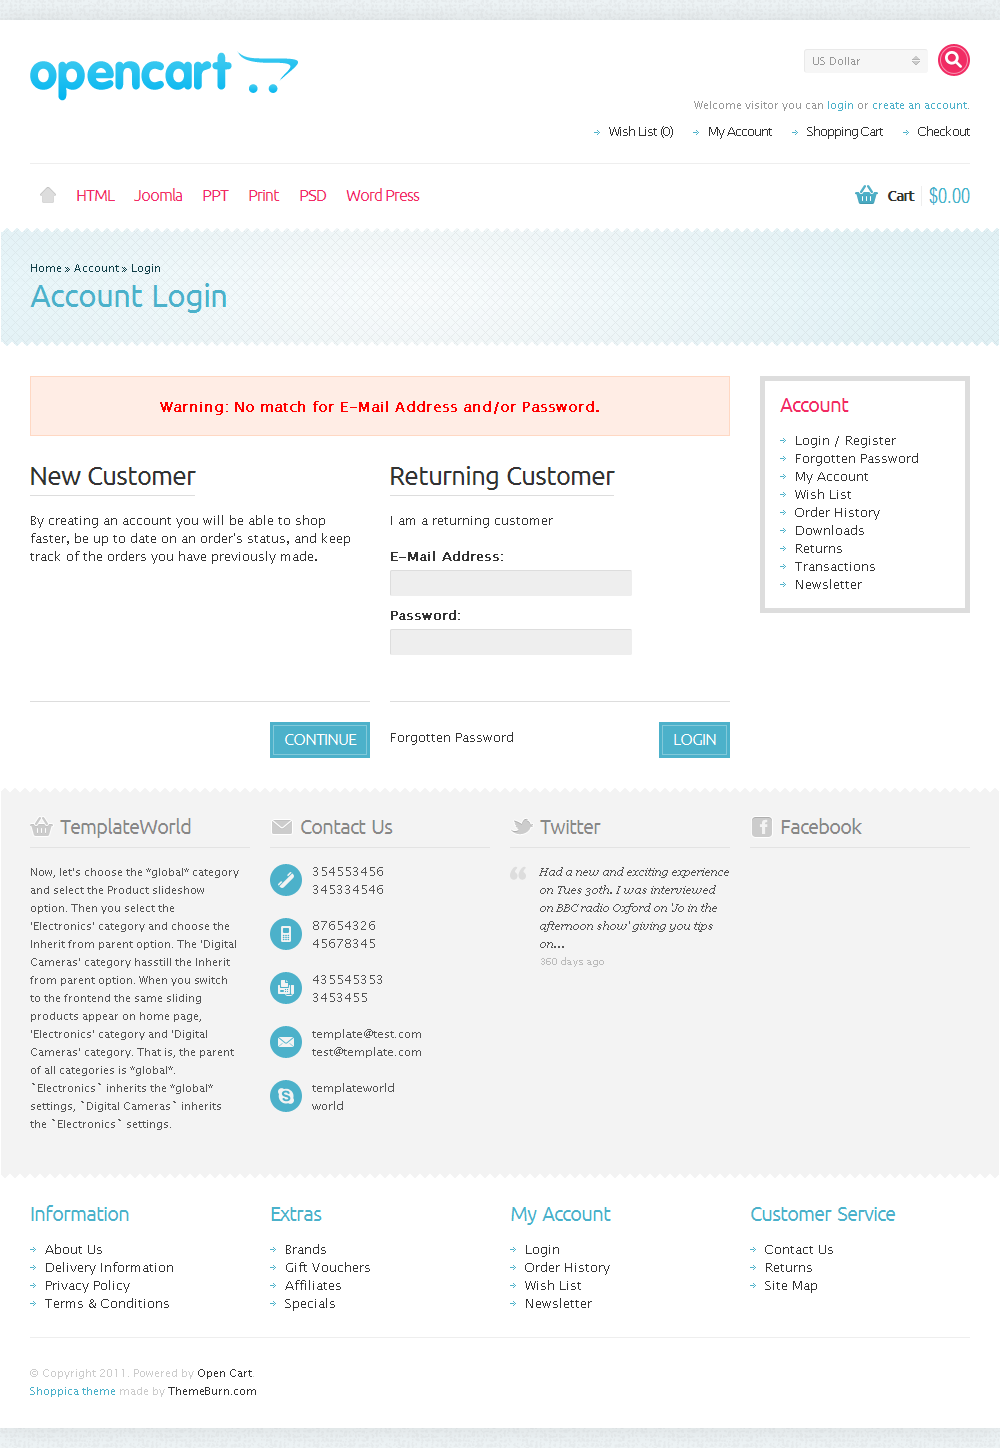 opencart
US Dollar
Welcome visitor you can login or create an account.
Wish List (0)
My Account
Shopping Cart
Checkout
HTML
Joomla
PPT
Print
PSD
Word Press
Cart
$0.00
Home » Account » Login
Account Login
Warning: No match for E-Mail Address and/or Password.
New Customer
By creating an account you will be able to shop
faster, be up to date on an order's status, and keep
track of the orders you have previously made.
CONTINUE
Returning Customer
I am a returning customer
E-Mail Address:
Password:
Forgotten Password
LOGIN
Account
Login / Register
Forgotten Password
My Account
Wish List
Order History
Downloads
Returns
Transactions
Newsletter
TemplateWorld
Now, let's choose the *global* category
and select the Product slideshow
option. Then you select the
'Electronics' category and choose the
Inherit from parent option. The 'Digital
Cameras' category hasstill the Inherit
from parent option. When you switch
to the frontend the same sliding
products appear on home page,
'Electronics' category and 'Digital
Cameras' category. That is, the parent
of all categories is *global*.
`Electronics` inherits the *global*
settings, `Digital Cameras` inherits
the `Electronics` settings.
Contact Us
354553456
345334546
87654326
45678345
435545353
3453455
template@test.com
test@template.com
templateworld
world
Twitter
Had a new and exciting experience
on Tues 30th. I was interviewed
on BBC radio Oxford on 'Jo in the
afternoon show' giving you tips
on...
360 days ago
Facebook
Information
About Us
Delivery Information
Privacy Policy
Terms & Conditions
Extras
Brands
Gift Vouchers
Affiliates
Specials
My Account
Login
Order History
Wish List
Newsletter
Customer Service
Contact Us
Returns
Site Map
© Copyright 2011. Powered by Open Cart.
Shoppica theme made by ThemeBurn.com